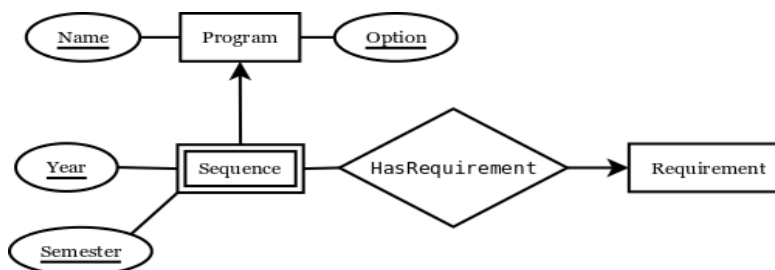 Name
Program
Option
Year
Sequence
HasRequirement
Requirement
Semester